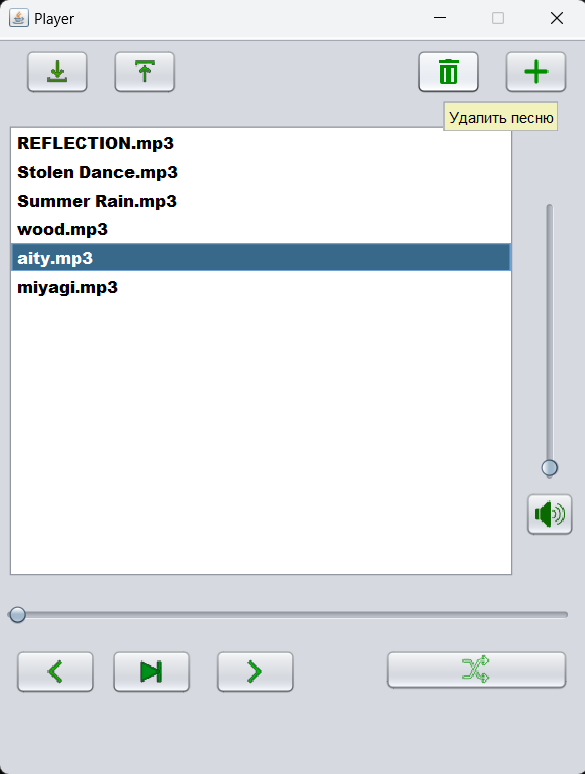 Player
Удалить песню
REFLECTION.mp3
Stolen Dance.mp3
Summer Rain.mp3
wood.mp3
aity.mp3
miyagi.mp3